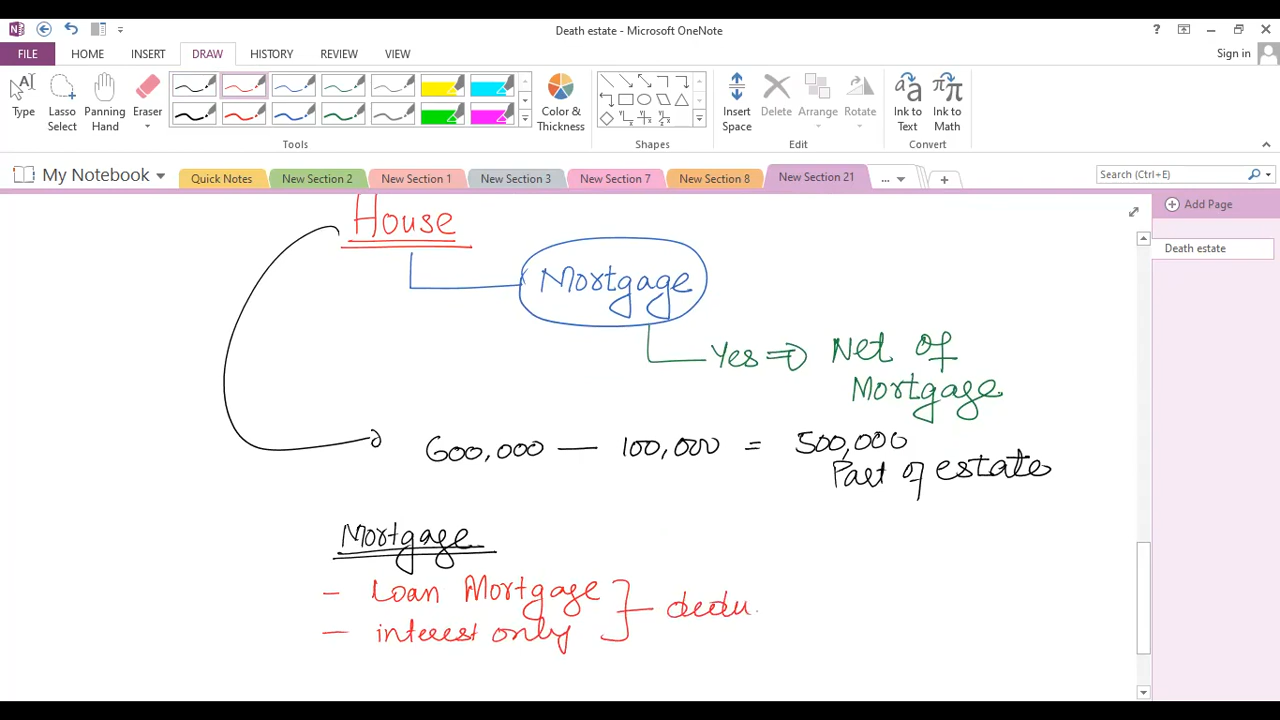 Death estate - Microsoft OneNote
Sign in
FILE HOME INSERT DRAW HISTORY REVIEW VIEW
Type Lasso Select Panning Hand Eraser Color & Thickness Insert Space Delete Arrange Rotate Ink to Text Ink to Math
Tools Shapes Edit Convert
My Notebook Quick Notes New Section 2 New Section 1 New Section 3 New Section 7 New Section 8 New Section 21 ... Search (Ctrl+E)
Add Page
Death estate
House
Mortgage
Yes ⇒ Net of
Mortgage
600,000 — 100,000 = 500,000
Part of estate
Mortgage
- Loan Mortgage
- interest only
dedu